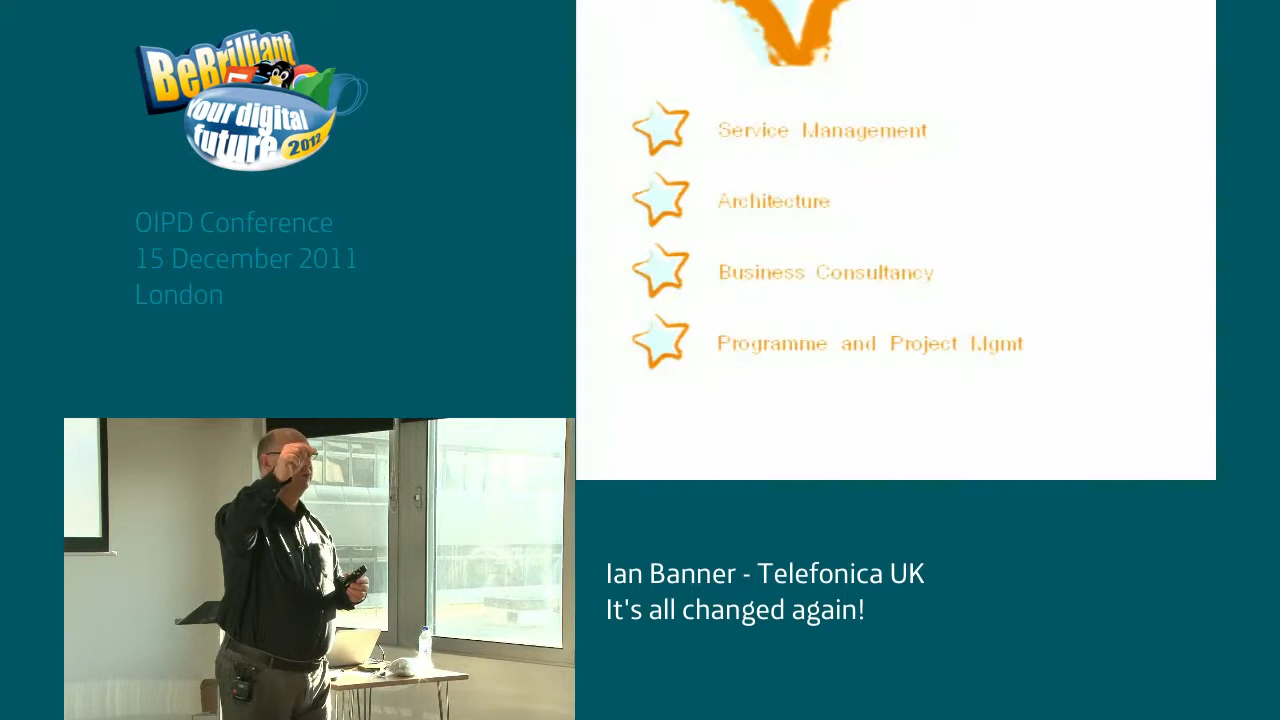 BeBrilliant
Your digital
future
2012
OIPD Conference
15 December 2011
London
Service Management
Architecture
Business Consultancy
Programme and Project Mgmt
Ian Banner - Telefonica UK
It's all changed again!